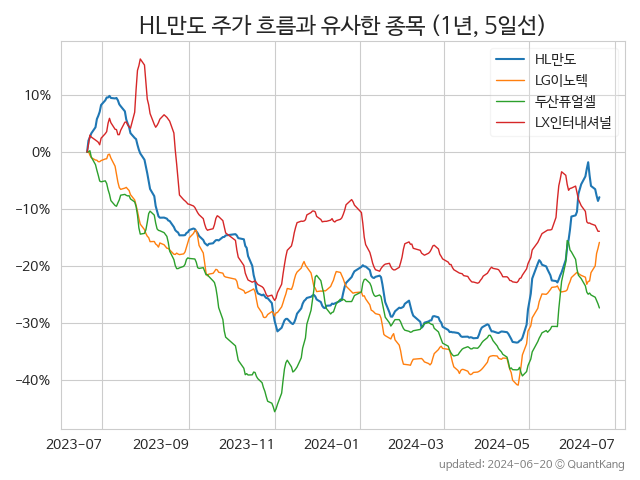 HL만도 주가 흐름과 유사한 종목 (1년, 5일선)
HL만도
LG이노텍
두산퓨얼셀
LX인터내셔널
10%
0%
−10%
−20%
−30%
−40%
2023-07
2023-09
2023-11
2024-01
2024-03
2024-05
2024-07
updated: 2024-06-20 © QuantKang